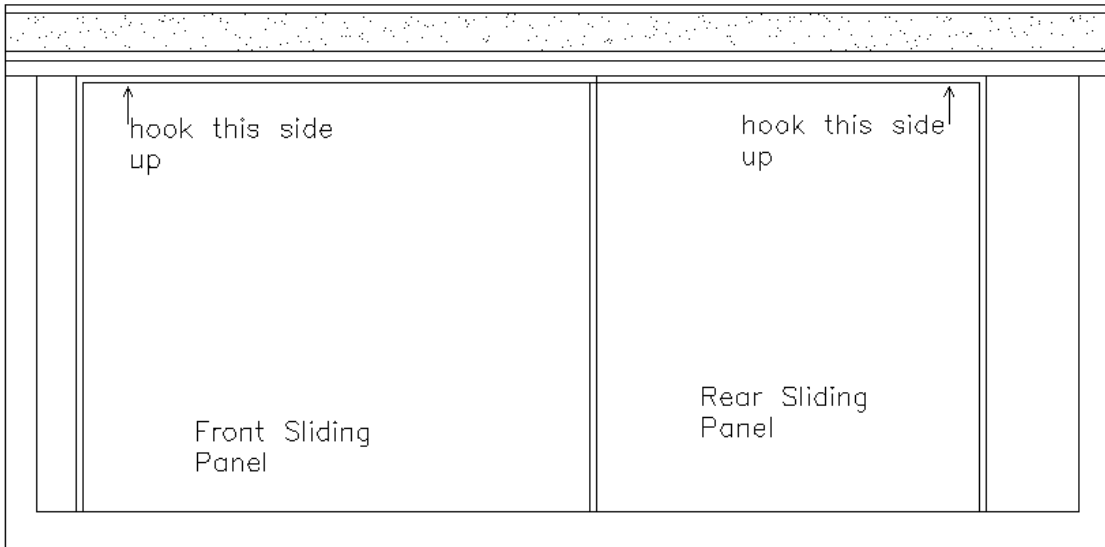 hook this side
up
hook this side
up
Front Sliding
Panel
Rear Sliding
Panel